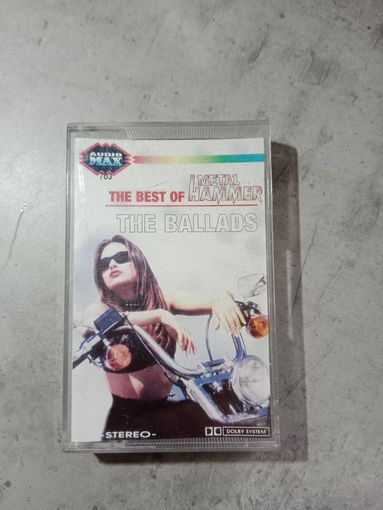 AUDIO
MAX
703
THE BEST OF METAL HAMMER
THE BALLADS
-STEREO-
DOLBY SYSTEM